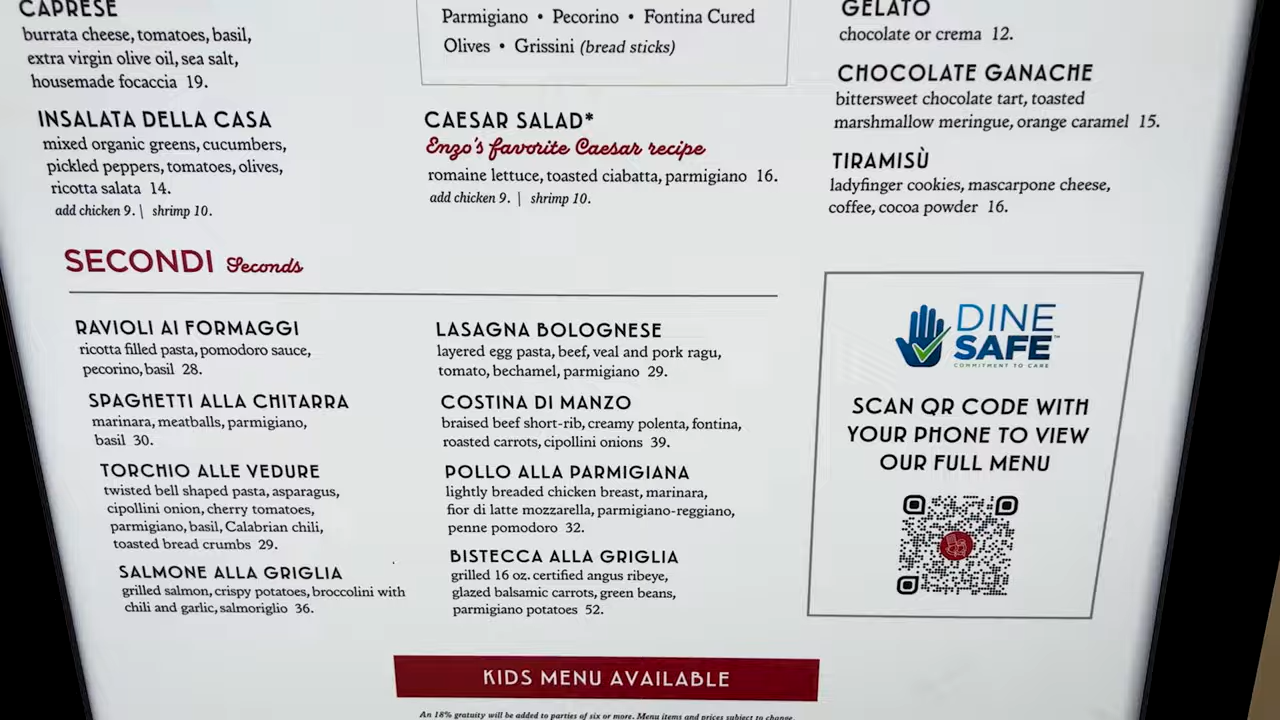 CAPRESE
burrata cheese, tomatoes, basil,
extra virgin olive oil, sea salt,
housemade focaccia 19.
INSALATA DELLA CASA
mixed organic greens, cucumbers,
pickled peppers, tomatoes, olives,
ricotta salata 14.
add chicken 9. | shrimp 10.
Parmigiano • Pecorino • Fontina Cured
Olives • Grissini (bread sticks)
CAESAR SALAD*
Enzo's favorite Caesar recipe
romaine lettuce, toasted ciabatta, parmigiano 16.
add chicken 9. | shrimp 10.
GELATO
chocolate or crema 12.
CHOCOLATE GANACHE
bittersweet chocolate tart, toasted
marshmallow meringue, orange caramel 15.
TIRAMISÙ
ladyfinger cookies, mascarpone cheese,
coffee, cocoa powder 16.
SECONDI Seconds
RAVIOLI AI FORMAGGI
ricotta filled pasta, pomodoro sauce,
pecorino, basil 28.
SPAGHETTI ALLA CHITARRA
marinara, meatballs, parmigiano,
basil 30.
TORCHIO ALLE VEDURE
twisted bell shaped pasta, asparagus,
cipollini onion, cherry tomatoes,
parmigiano, basil, Calabrian chili,
toasted bread crumbs 29.
SALMONE ALLA GRIGLIA
grilled salmon, crispy potatoes, broccolini with
chili and garlic, salmoriglio 36.
LASAGNA BOLOGNESE
layered egg pasta, beef, veal and pork ragu,
tomato, bechamel, parmigiano 29.
COSTINA DI MANZO
braised beef short-rib, creamy polenta, fontina,
roasted carrots, cipollini onions 39.
POLLO ALLA PARMIGIANA
lightly breaded chicken breast, marinara,
fior di latte mozzarella, parmigiano-reggiano,
penne pomodoro 32.
BISTECCA ALLA GRIGLIA
grilled 16 oz. certified angus ribeye,
glazed balsamic carrots, green beans,
parmigiano potatoes 52.
DINE
SAFE™
COMMITMENT TO CARE
SCAN QR CODE WITH
YOUR PHONE TO VIEW
OUR FULL MENU
KIDS MENU AVAILABLE
An 18% gratuity will be added to parties of six or more. Menu items and prices subject to change.